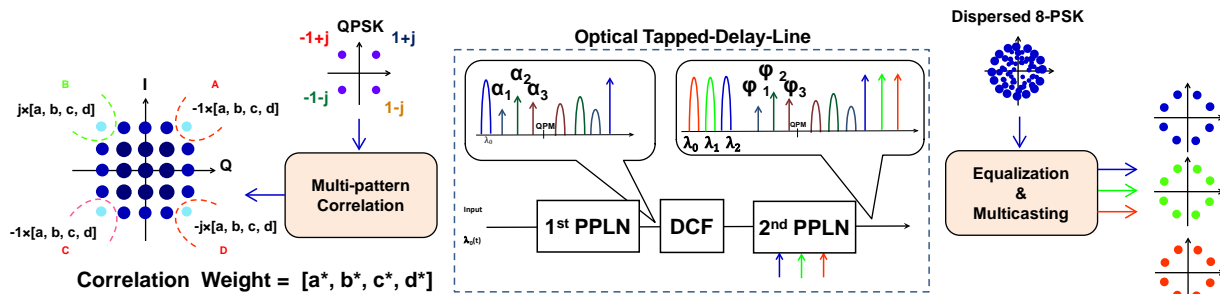 QPSK
-1+j
1+j
-1-j
1-j
B
I
A
j×[a, b, c, d]
-1×[a, b, c, d]
Q
-1×[a, b, c, d]
-j×[a, b, c, d]
C
D
Multi-pattern
Correlation
Correlation Weight = [a*, b*, c*, d*]
Optical Tapped-Delay-Line
α₁
α₂
α₃
QPM
λ₀
φ₁
φ₂
φ₃
QPM
λ₀ λ₁ λ₂
Input
λ₀(t)
1st PPLN
DCF
2nd PPLN
Dispersed 8-PSK
Equalization
&
Multicasting